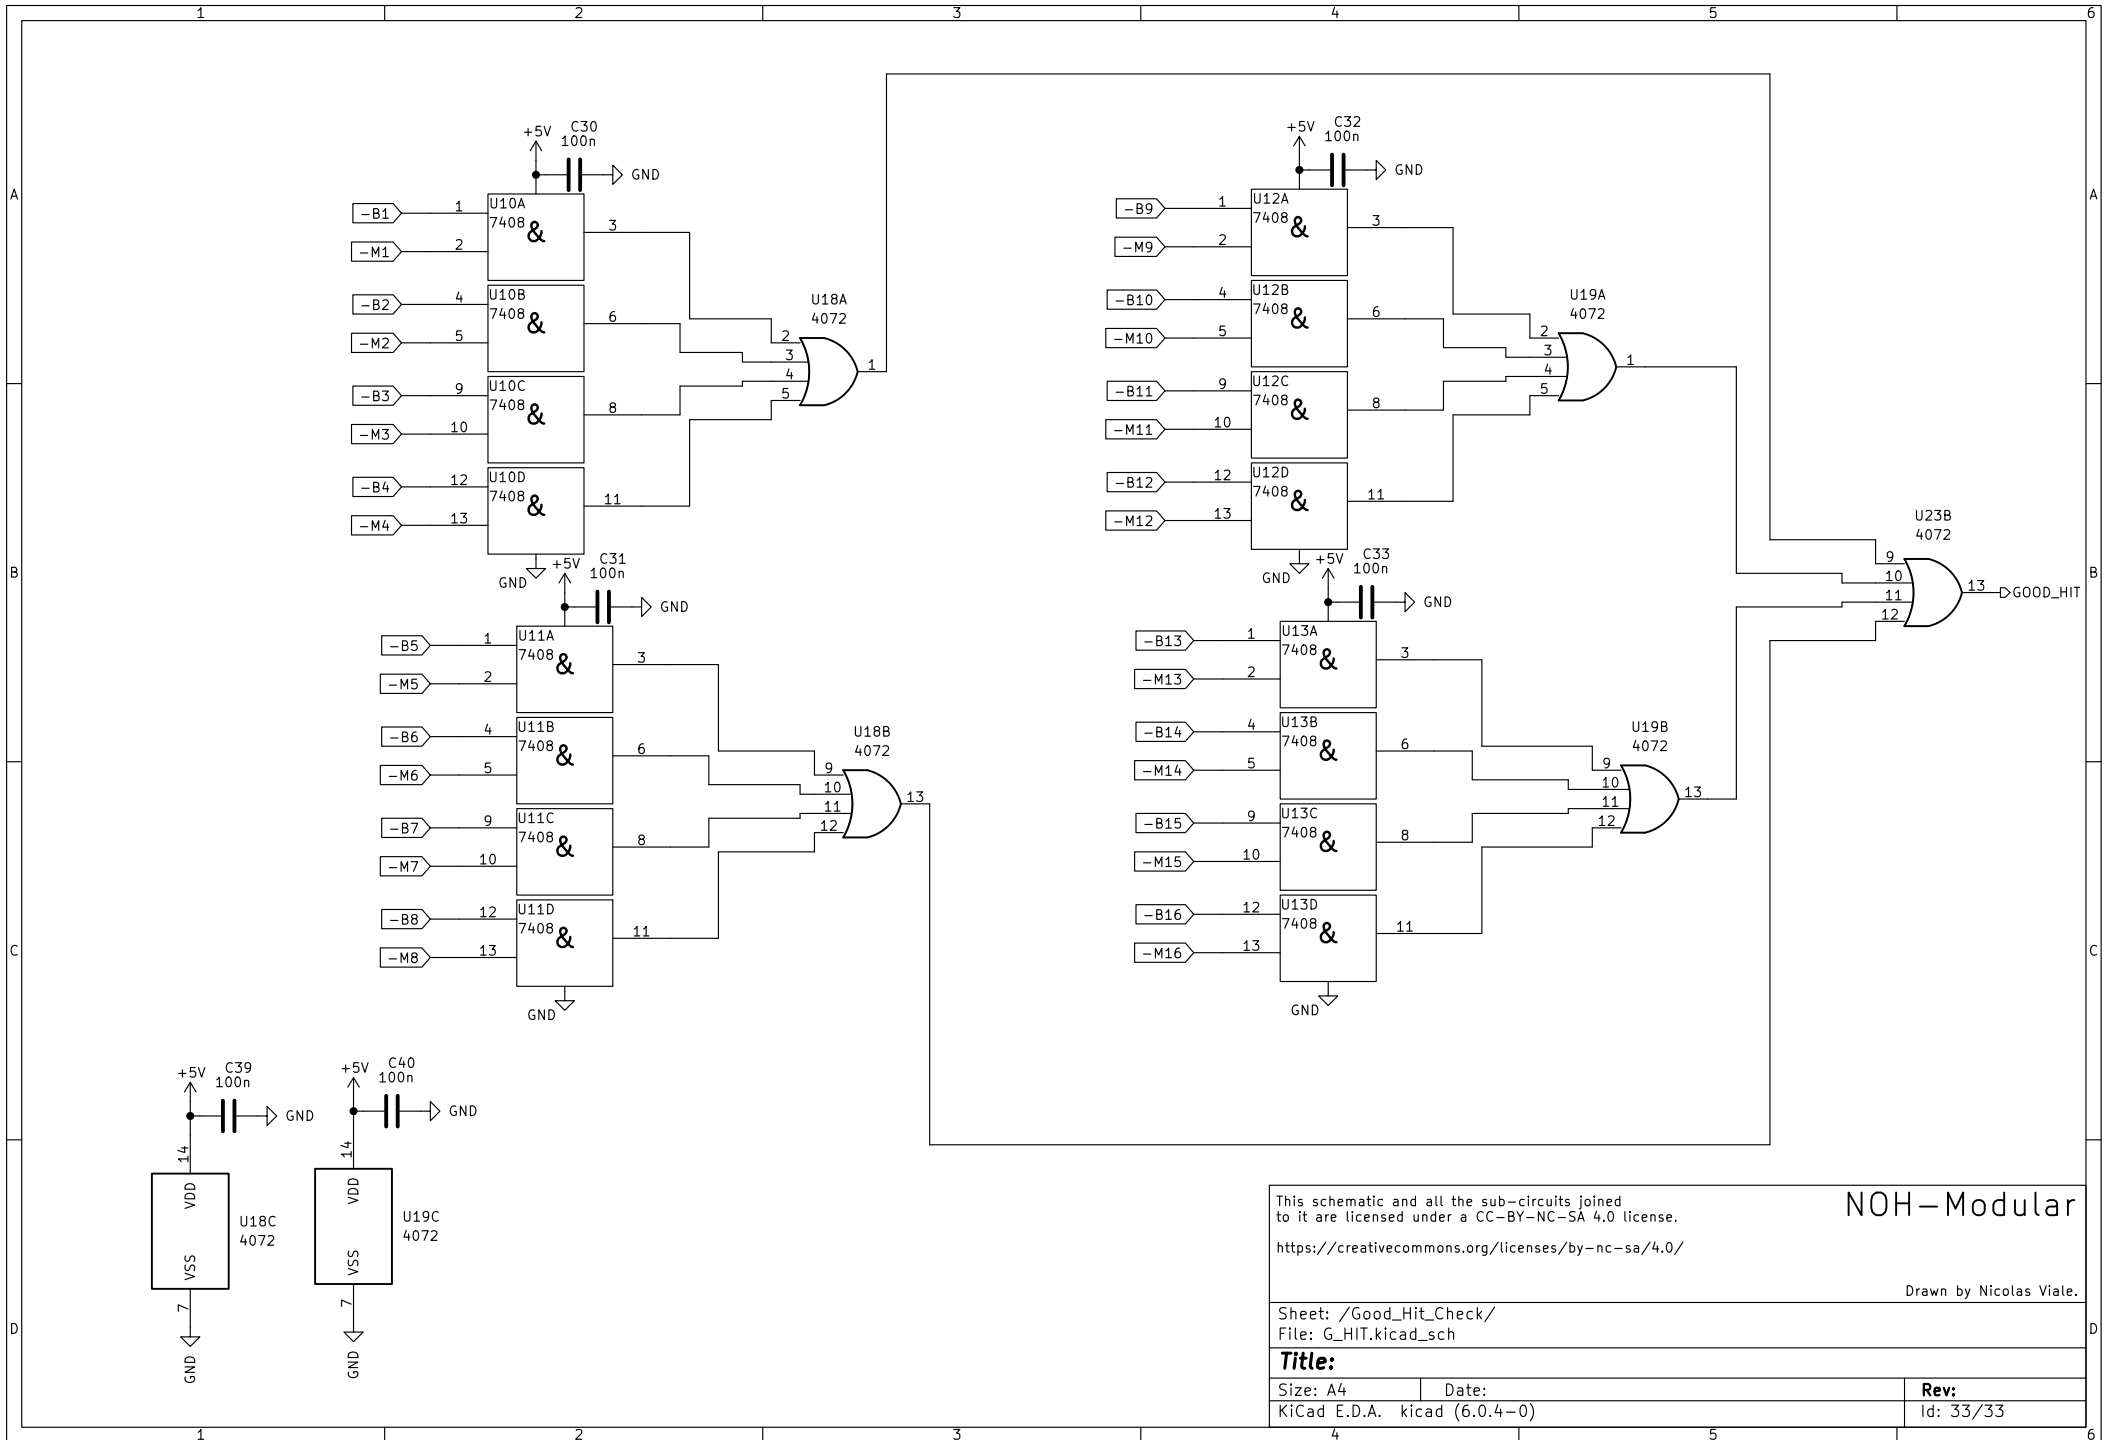 1 2 3 4 5 6
A A
B B
C C
D D
1 2 3 4 5 6
+5V
C30
100n
GND
U10A
7408
&
-B1 1
-M1 2
3
U10B
7408
&
-B2 4
-M2 5
6
U10C
7408
&
-B3 9
-M3 10
8
U10D
7408
&
-B4 12
-M4 13
11
GND
U18A
4072
2
3
4
5
1
+5V
C31
100n
GND
U11A
7408
&
-B5 1
-M5 2
3
U11B
7408
&
-B6 4
-M6 5
6
U11C
7408
&
-B7 9
-M7 10
8
U11D
7408
&
-B8 12
-M8 13
11
GND
U18B
4072
9
10
11
12
13
+5V
C32
100n
GND
U12A
7408
&
-B9 1
-M9 2
3
U12B
7408
&
-B10 4
-M10 5
6
U12C
7408
&
-B11 9
-M11 10
8
U12D
7408
&
-B12 12
-M12 13
11
GND
U19A
4072
2
3
4
5
1
+5V
C33
100n
GND
U13A
7408
&
-B13 1
-M13 2
3
U13B
7408
&
-B14 4
-M14 5
6
U13C
7408
&
-B15 9
-M15 10
8
U13D
7408
&
-B16 12
-M16 13
11
GND
U19B
4072
9
10
11
12
13
U23B
4072
9
10
11
12
13
GOOD_HIT
+5V
C39
100n
GND
14
VDD
VSS
7
GND
U18C
4072
+5V
C40
100n
GND
14
VDD
VSS
7
GND
U19C
4072
This schematic and all the sub-circuits joined
to it are licensed under a CC-BY-NC-SA 4.0 license.
https://creativecommons.org/licenses/by-nc-sa/4.0/
NOH-Modular
Drawn by Nicolas Viale.
Sheet: /Good_Hit_Check/
File: G_HIT.kicad_sch
Title:
Size: A4 Date: Rev:
KiCad E.D.A. kicad (6.0.4-0) Id: 33/33